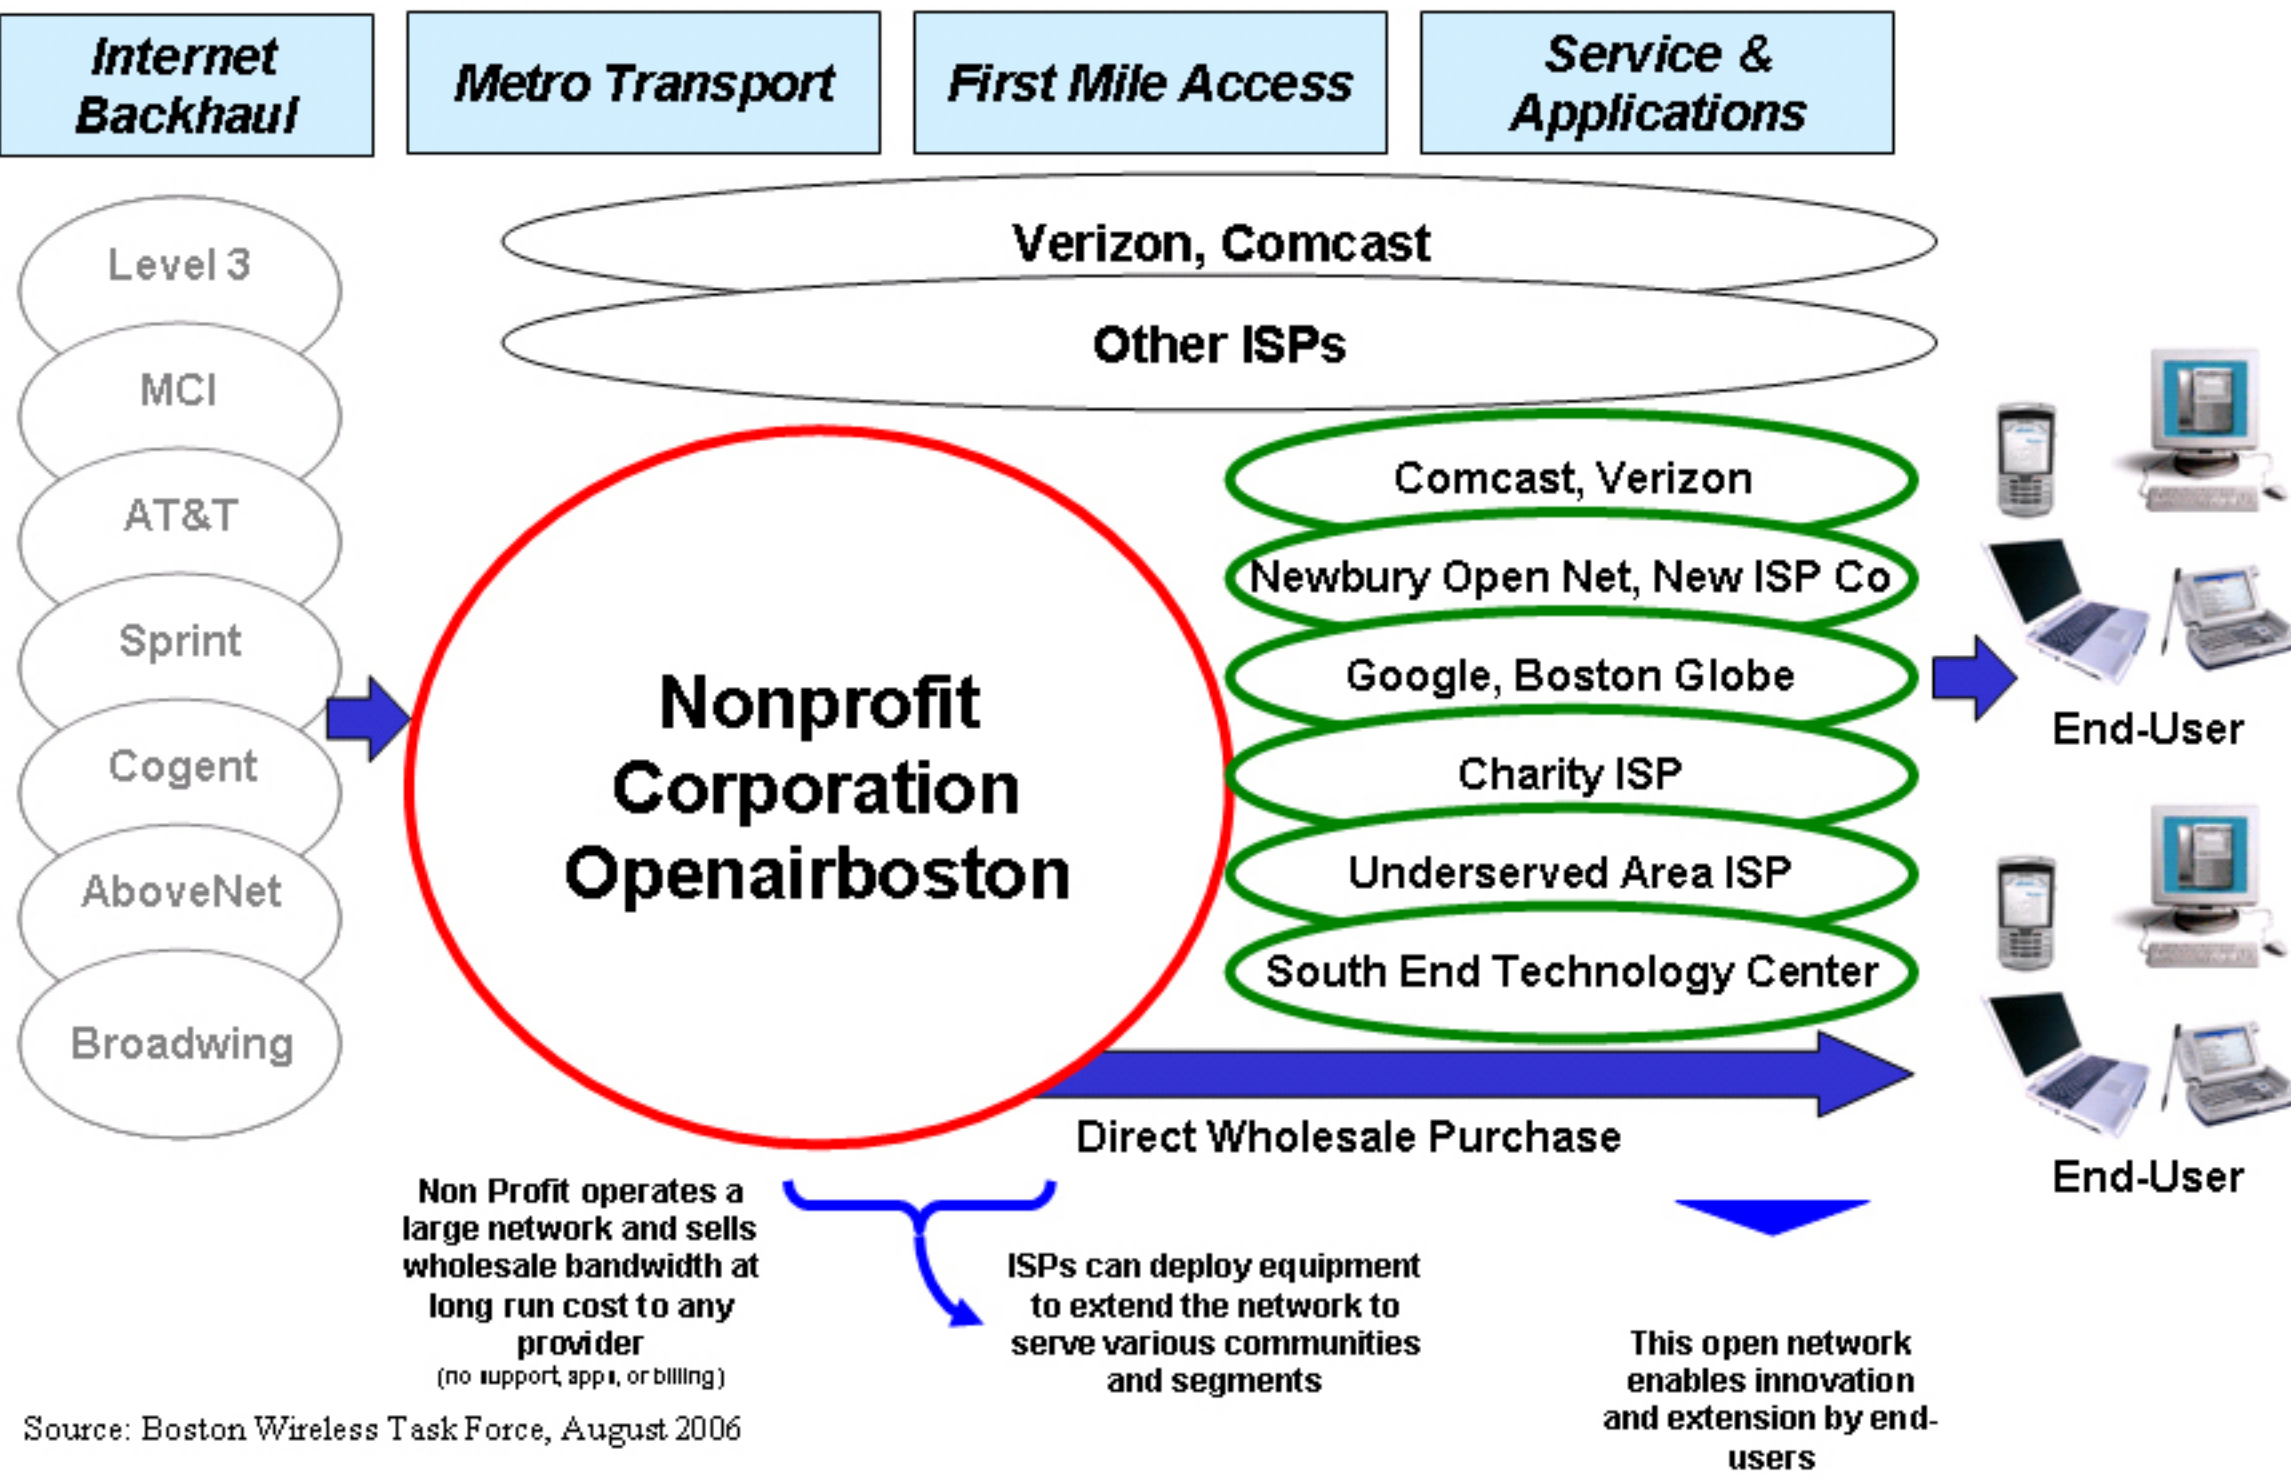 Internet
Backhaul
Metro Transport
First Mile Access
Service &
Applications
Level 3
MCI
AT&T
Sprint
Cogent
AboveNet
Broadwing
Verizon, Comcast
Other ISPs
Nonprofit
Corporation
Openairboston
Comcast, Verizon
Newbury Open Net, New ISP Co
Google, Boston Globe
Charity ISP
Underserved Area ISP
South End Technology Center
End-User
End-User
Direct Wholesale Purchase
Non Profit operates a
large network and sells
wholesale bandwidth at
long run cost to any
provider
(no support, apps, or billing)
ISPs can deploy equipment
to extend the network to
serve various communities
and segments
This open network
enables innovation
and extension by end-
users
Source: Boston Wireless Task Force, August 2006